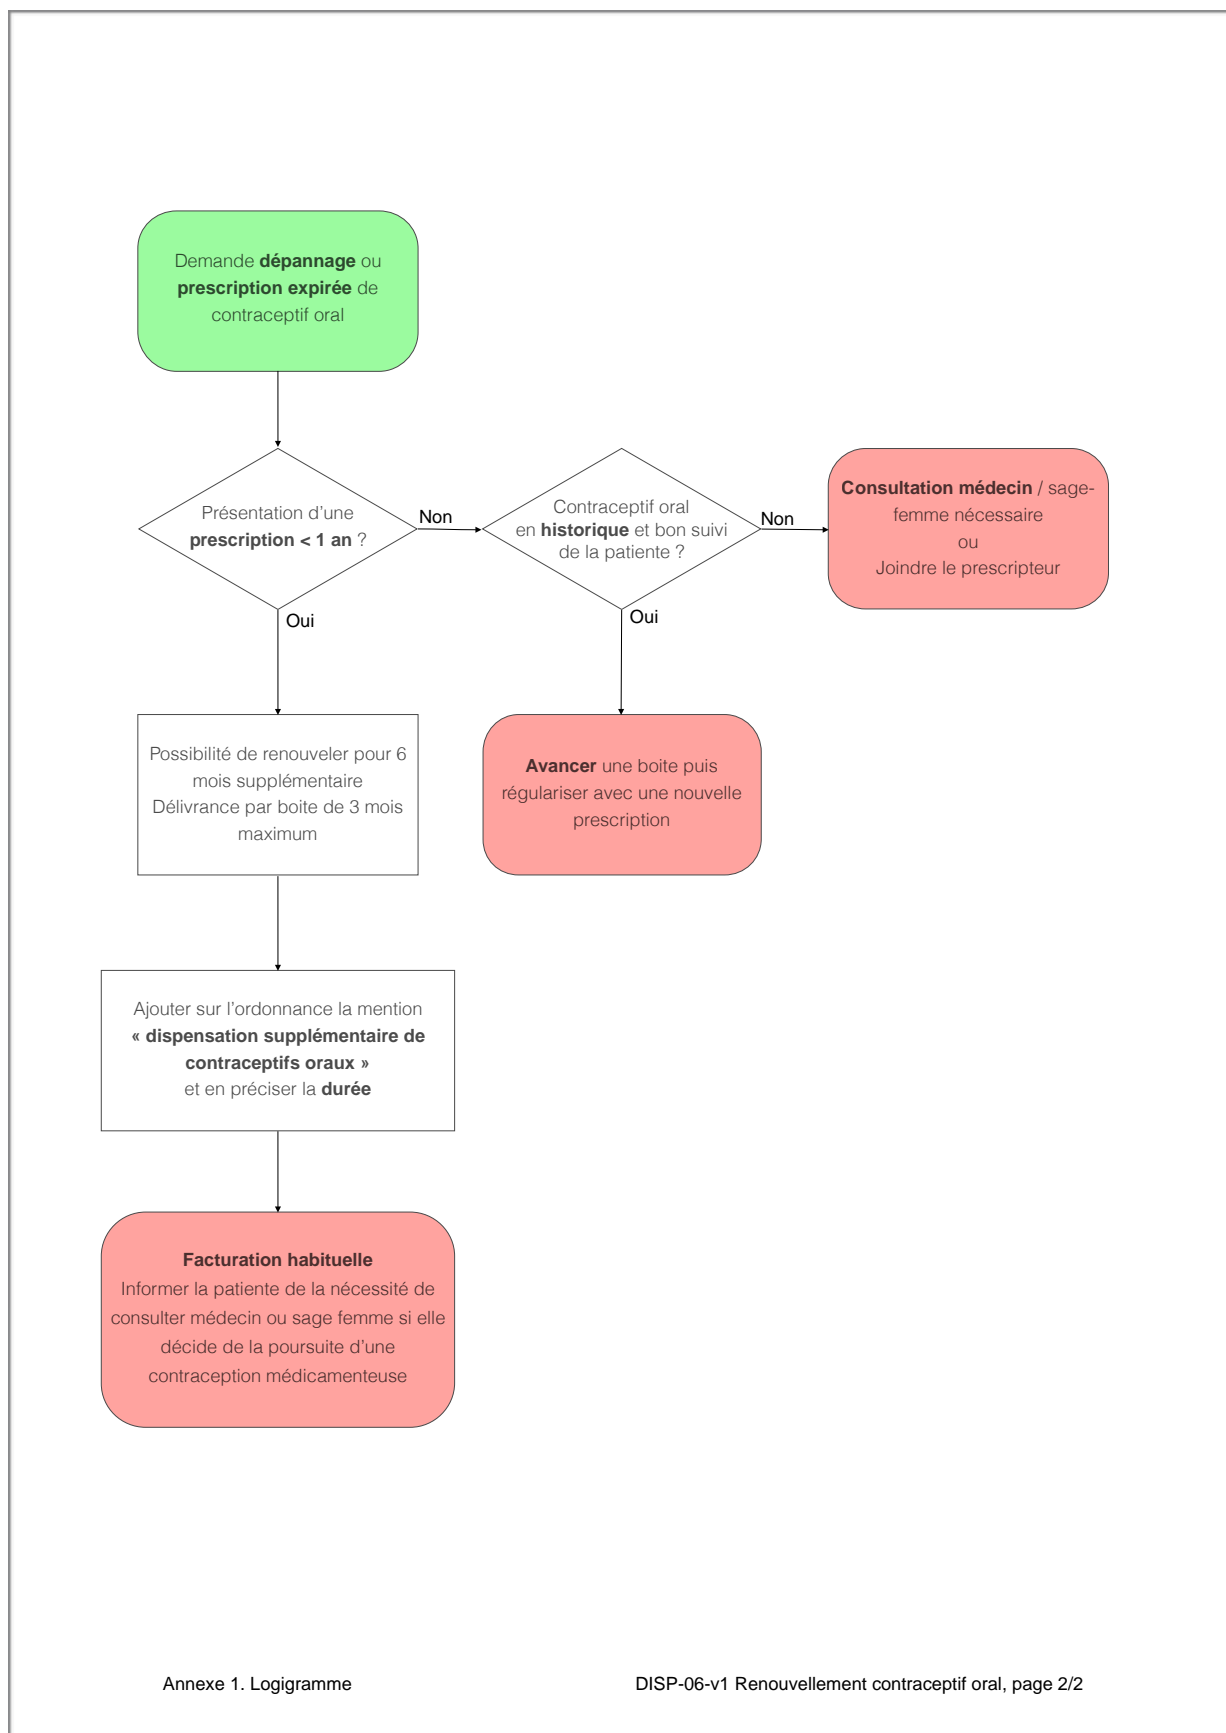 Demande dépannage ou
prescription expirée de
contraceptif oral
Présentation d’une
prescription < 1 an ?
Non
Contraceptif oral
en historique et bon suivi
de la patiente ?
Non
Consultation médecin / sage-
femme nécessaire
ou
Joindre le prescripteur
Oui
Oui
Possibilité de renouveler pour 6
mois supplémentaire
Délivrance par boite de 3 mois
maximum
Avancer une boite puis
régulariser avec une nouvelle
prescription
Ajouter sur l’ordonnance la mention
« dispensation supplémentaire de
contraceptifs oraux »
et en préciser la durée
Facturation habituelle
Informer la patiente de la nécessité de
consulter médecin ou sage femme si elle
décide de la poursuite d’une
contraception médicamenteuse
Annexe 1. Logigramme
DISP-06-v1 Renouvellement contraceptif oral, page 2/2